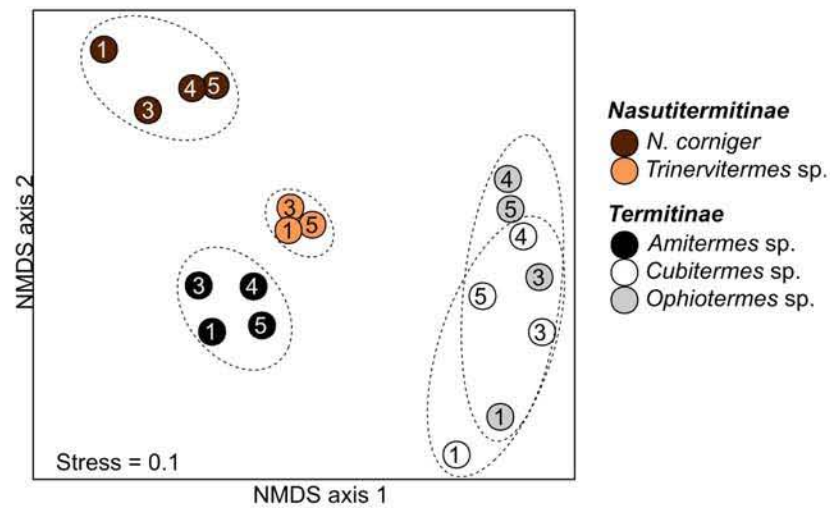 1
4 5
3
3
1 5
3 4
1 5
4
5
4
3
5
3
1
1
Stress = 0.1
NMDS axis 1
NMDS axis 2
Nasutitermitinae
N. corniger
Trinervitermes sp.
Termitinae
Amitermes sp.
Cubitermes sp.
Ophiotermes sp.